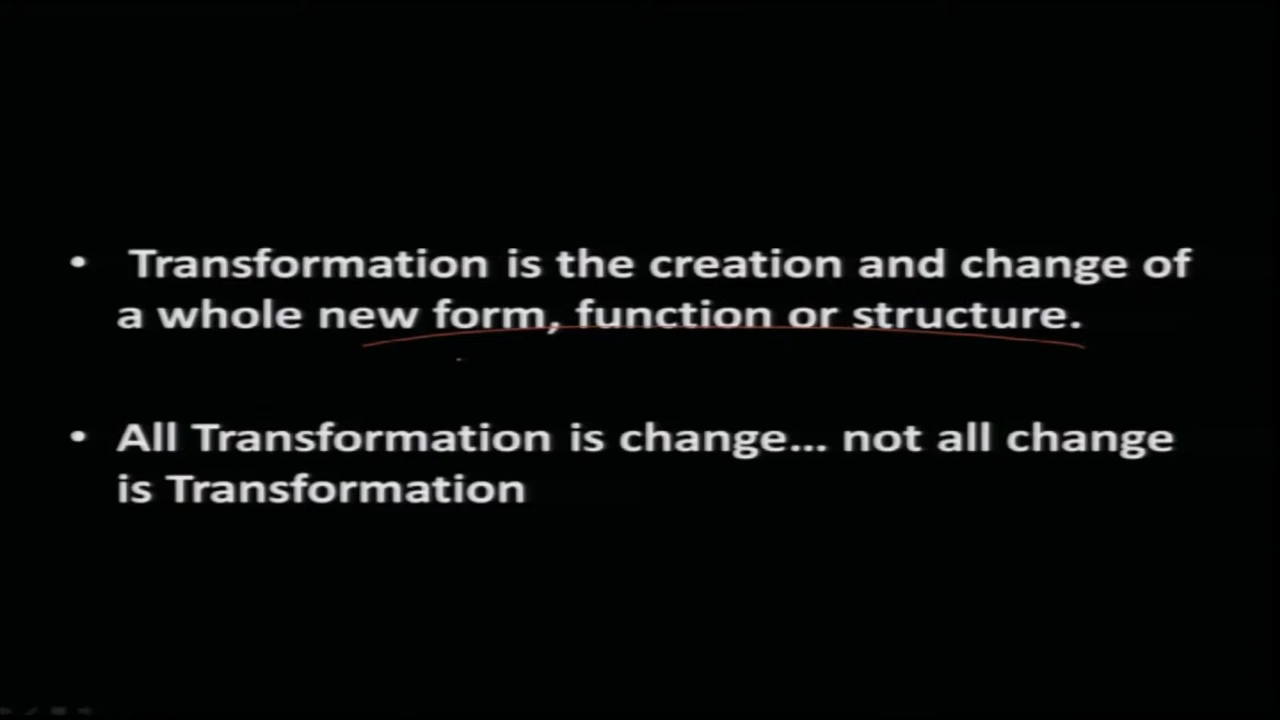 • Transformation is the creation and change of
a whole new form, function or structure.
• All Transformation is change... not all change
is Transformation